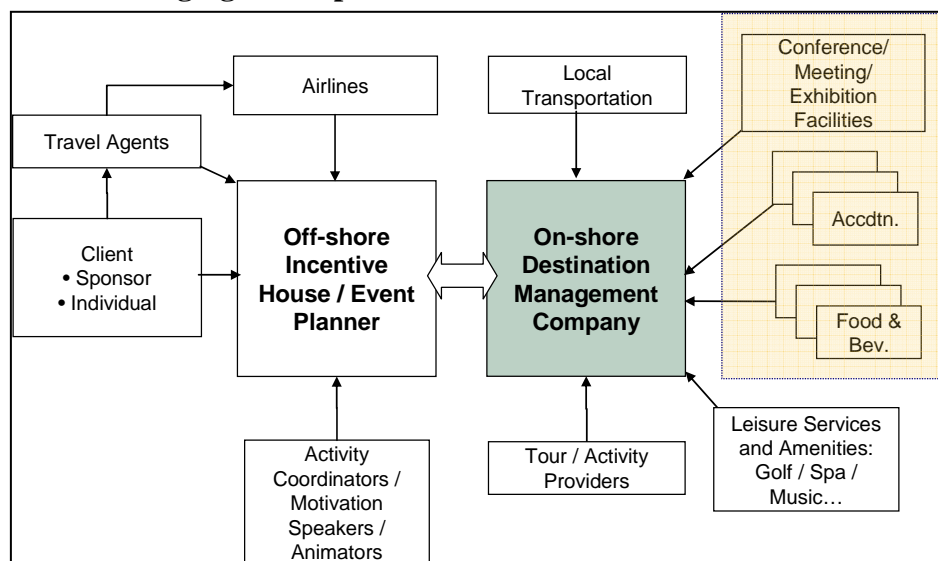 Airlines
Local
Transportation
Conference/
Meeting/
Exhibition
Facilities
Travel Agents
Client
• Sponsor
• Individual
Off-shore
Incentive
House / Event
Planner
On-shore
Destination
Management
Company
Accdtn.
Food &
Bev.
Activity
Coordinators /
Motivation
Speakers /
Animators
Tour / Activity
Providers
Leisure Services
and Amenities:
Golf / Spa /
Music…